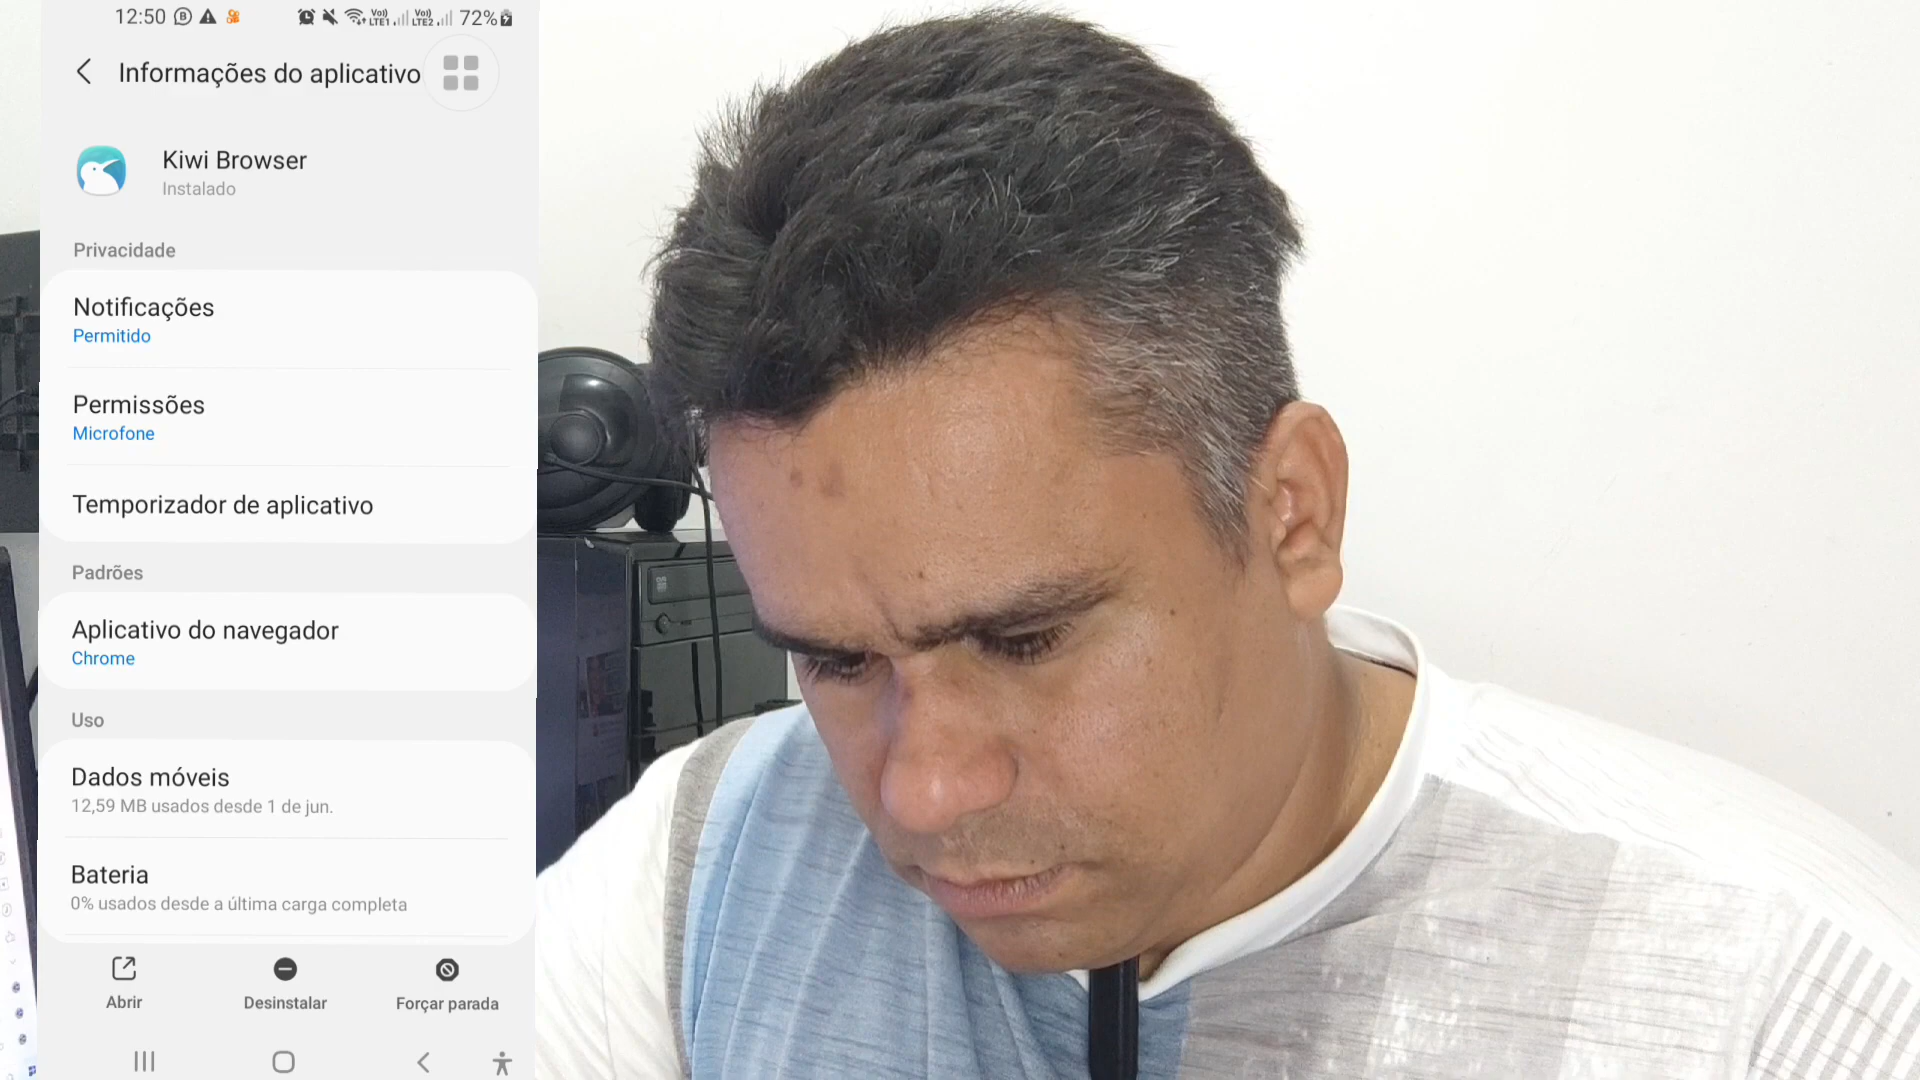 12:50 72%
VoLTE1 VoLTE2
Informações do aplicativo
Kiwi Browser
Instalado
Privacidade
Notificações
Permitido
Permissões
Microfone
Temporizador de aplicativo
Padrões
Aplicativo do navegador
Chrome
Uso
Dados móveis
12,59 MB usados desde 1 de jun.
Bateria
0% usados desde a última carga completa
Abrir Desinstalar Forçar parada